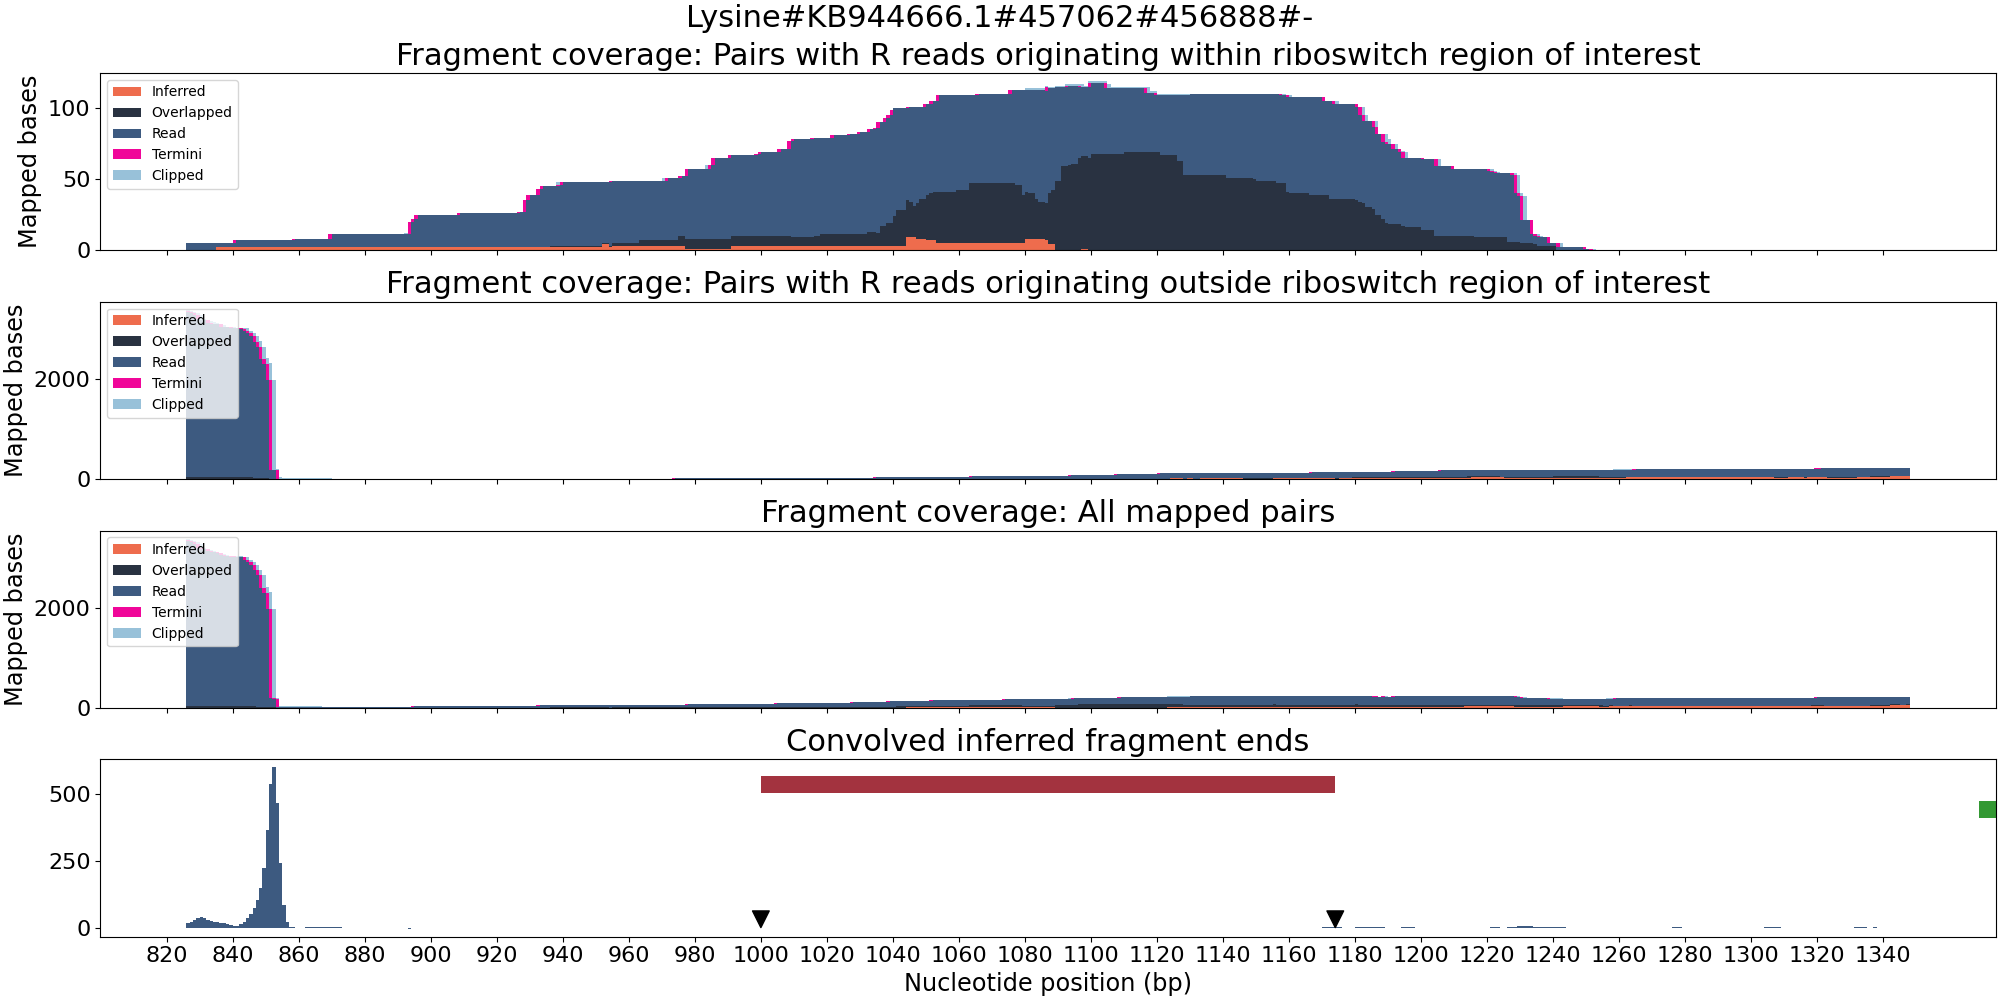 Lysine#KB944666.1#457062#456888#-
Fragment coverage: Pairs with R reads originating within riboswitch region of interest
Mapped bases
100
50
0
Inferred
Overlapped
Read
Termini
Clipped
Fragment coverage: Pairs with R reads originating outside riboswitch region of interest
Mapped bases
2000
0
Inferred
Overlapped
Read
Termini
Clipped
Fragment coverage: All mapped pairs
Mapped bases
2000
0
Inferred
Overlapped
Read
Termini
Clipped
Convolved inferred fragment ends
500
250
0
820 840 860 880 900 920 940 960 980 1000 1020 1040 1060 1080 1100 1120 1140 1160 1180 1200 1220 1240 1260 1280 1300 1320 1340
Nucleotide position (bp)